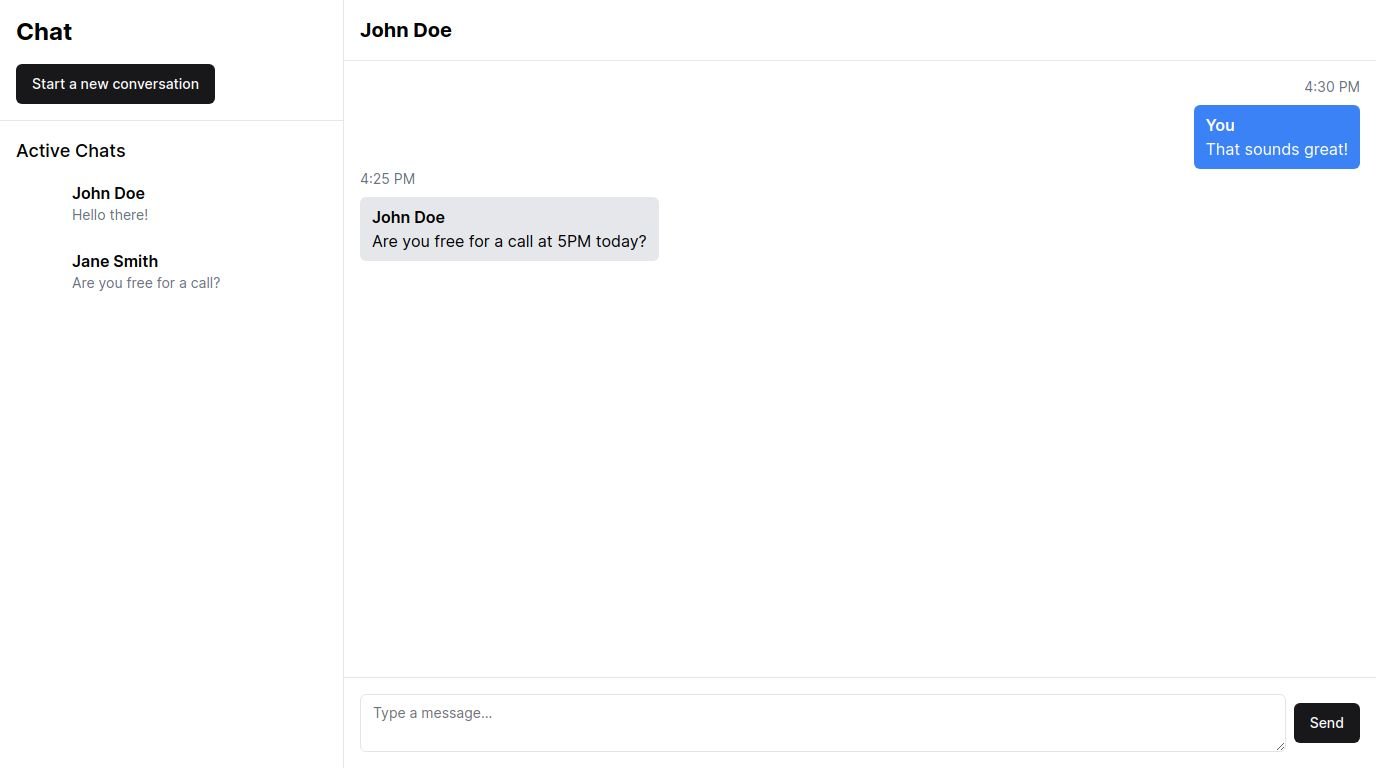 Chat
Start a new conversation
Active Chats
John Doe
Hello there!
Jane Smith
Are you free for a call?
John Doe
4:30 PM
You
That sounds great!
4:25 PM
John Doe
Are you free for a call at 5PM today?
Type a message...
Send